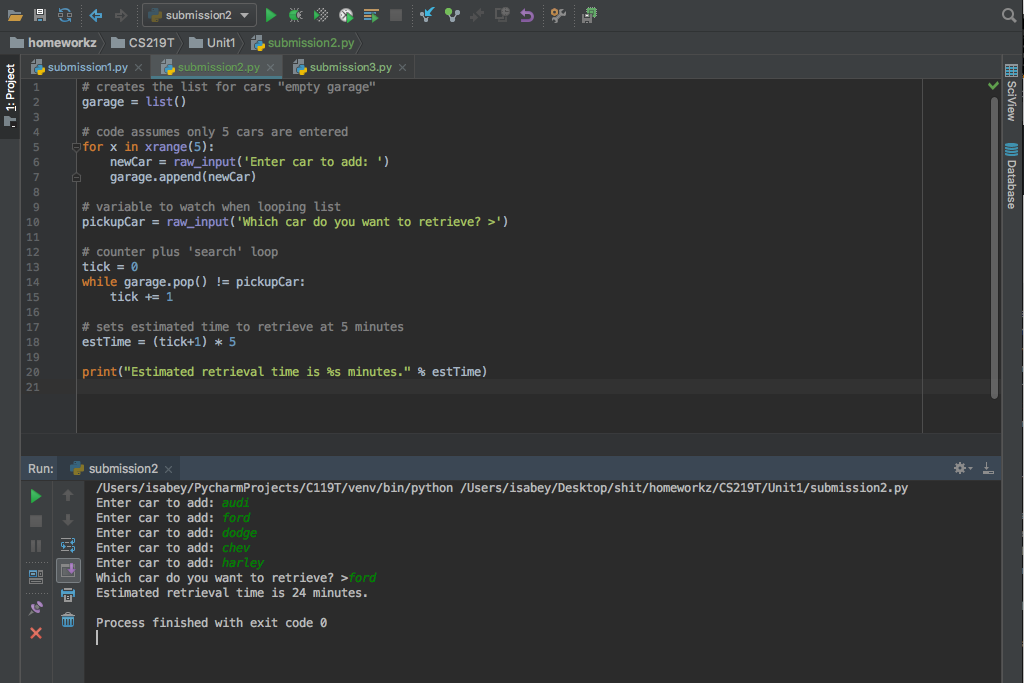 submission2
homeworkz CS219T Unit1 submission2.py
submission1.py submission2.py submission3.py
1: Project
SciView
Database
1 # creates the list for cars "empty garage"
2 garage = list()
3
4 # code assumes only 5 cars are entered
5 for x in xrange(5):
6 newCar = raw_input('Enter car to add: ')
7 garage.append(newCar)
8
9 # variable to watch when looping list
10 pickupCar = raw_input('Which car do you want to retrieve? >')
11
12 # counter plus 'search' loop
13 tick = 0
14 while garage.pop() != pickupCar:
15 tick += 1
16
17 # sets estimated time to retrieve at 5 minutes
18 estTime = (tick+1) * 5
19
20 print("Estimated retrieval time is %s minutes." % estTime)
21
Run: submission2
/Users/isabey/PycharmProjects/C119T/venv/bin/python /Users/isabey/Desktop/shit/homeworkz/CS219T/Unit1/submission2.py
Enter car to add: audi
Enter car to add: ford
Enter car to add: dodge
Enter car to add: chev
Enter car to add: harley
Which car do you want to retrieve? >ford
Estimated retrieval time is 24 minutes.
Process finished with exit code 0